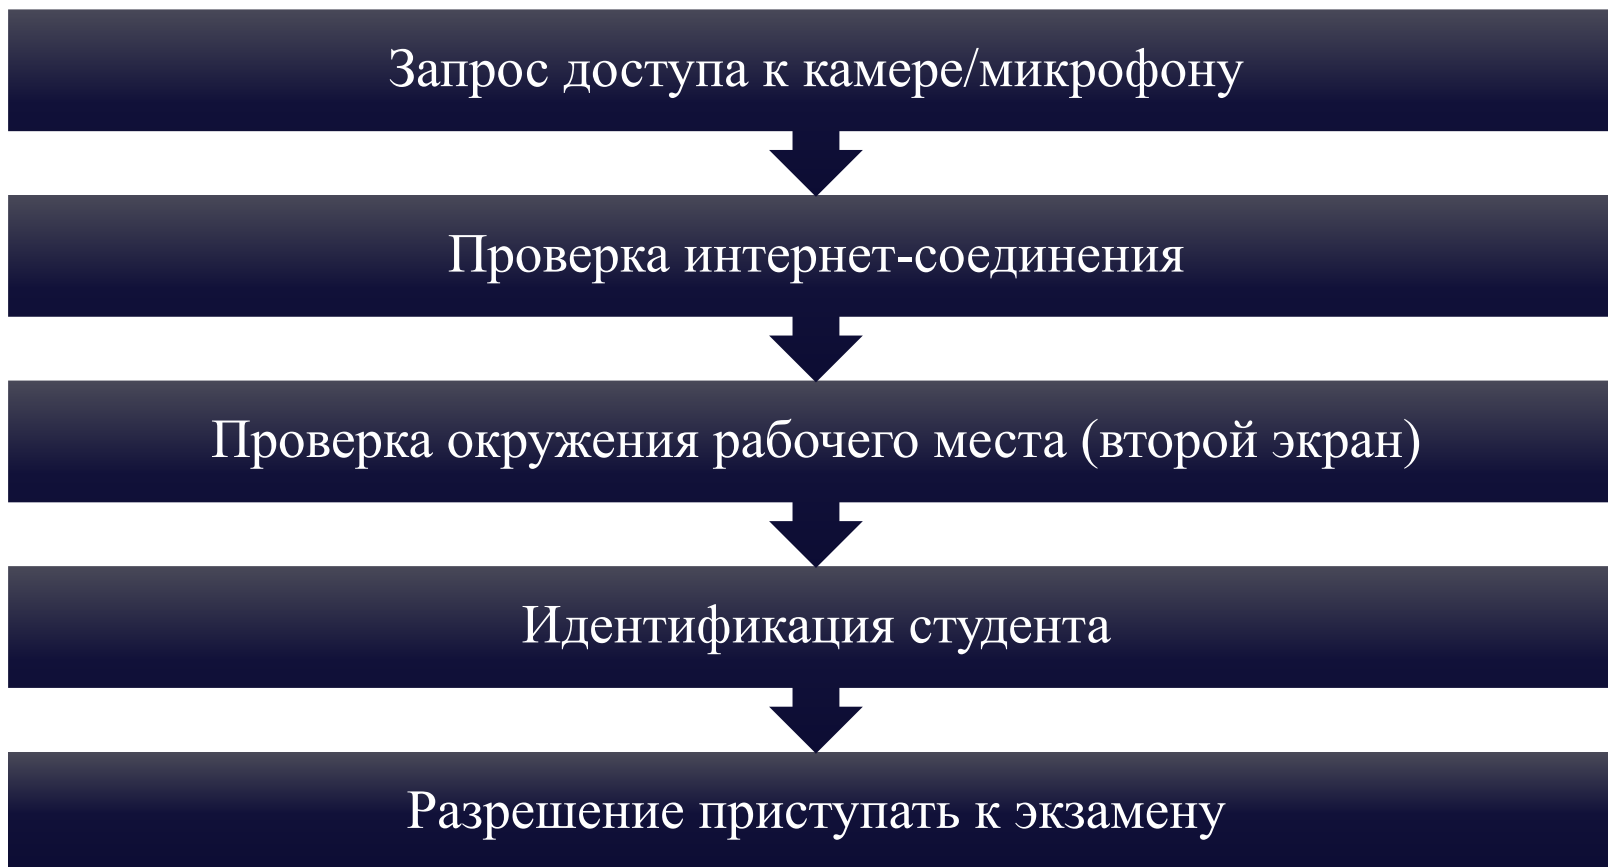 Запрос доступа к камере/микрофону
Проверка интернет-соединения
Проверка окружения рабочего места (второй экран)
Идентификация студента
Разрешение приступать к экзамену